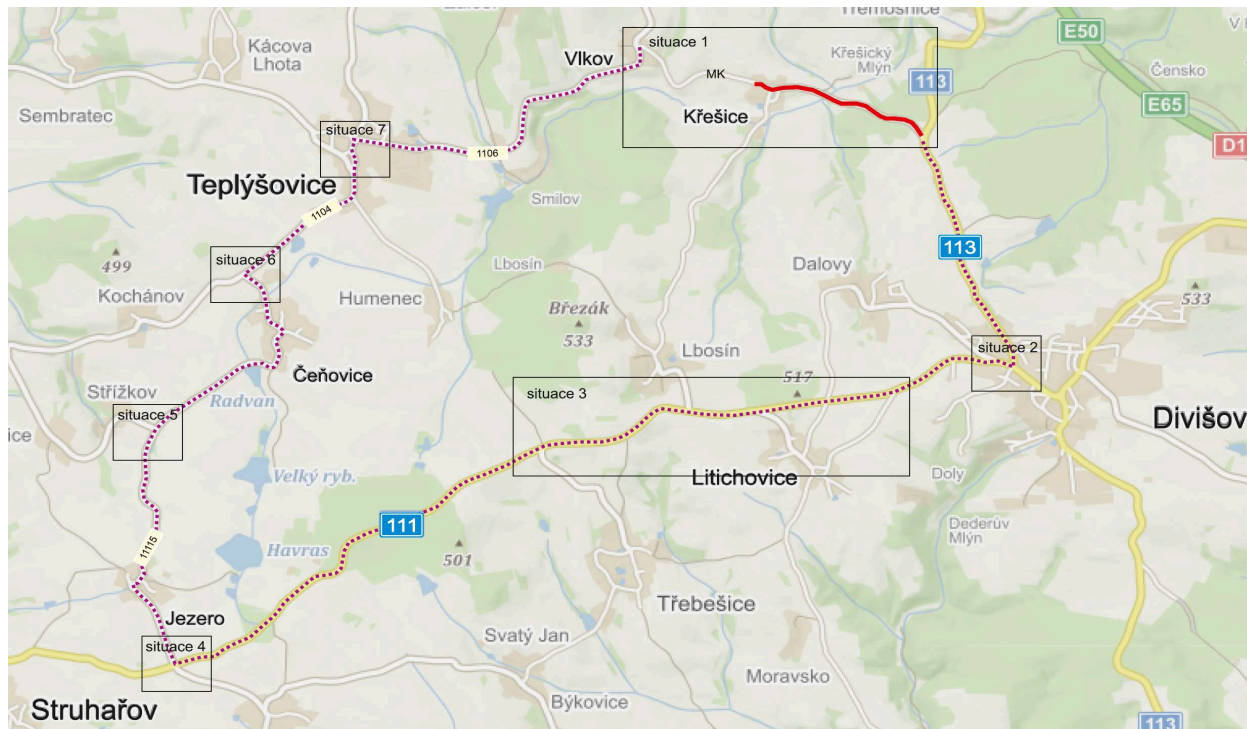 Třemošnice
Kácova
Lhota
Vlkov
situace 1
Křešický
Mlýn
E50
V
Čensko
MK
113
E65
Sembratec
Křešice
situace 7
D1
1106
Teplýšovice
1104
Smilov
113
499
situace 6
Lbosín
Dalovy
Kochánov
Humenec
Březák
533
533
Lbosín
situace 2
Čeňovice
517
Střížkov
Radvan
situace 3
situace 5
Divišov
ice
Velký ryb.
Litichovice
Doly
111
Dederův
Mlýn
11115
Havras
501
Třebešice
Jezero
Svatý Jan
situace 4
Moravsko
Struhařov
Býkovice
113